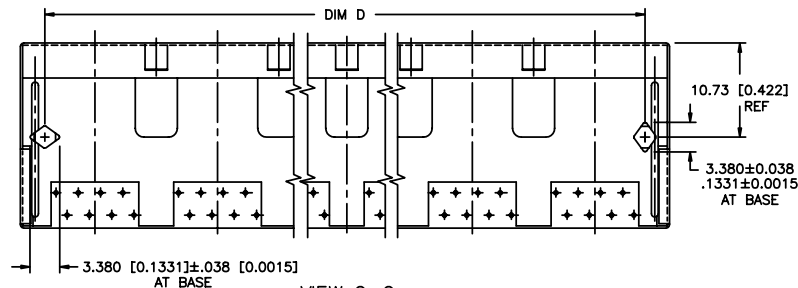 DIM D
10.73 [0.422]
REF
3.380±0.038
.1331±0.0015
AT BASE
3.380 [0.1331]±.038 [0.0015]
AT BASE